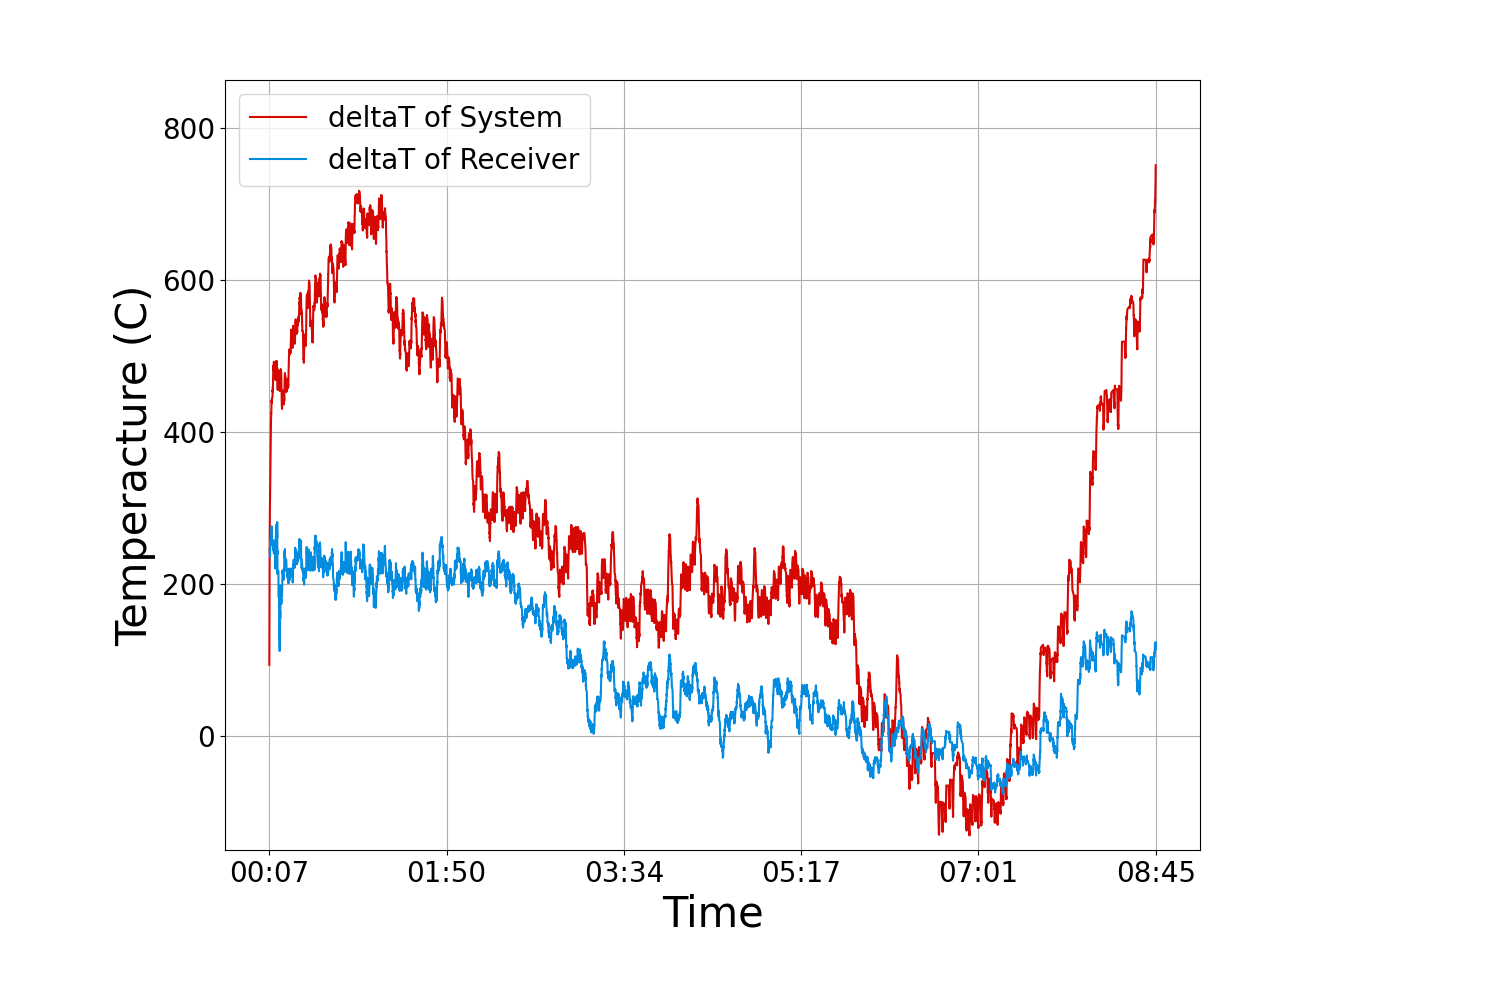 deltaT of System
deltaT of Receiver
800
600
400
200
0
Temperacture (C)
00:07 01:50 03:34 05:17 07:01 08:45
Time